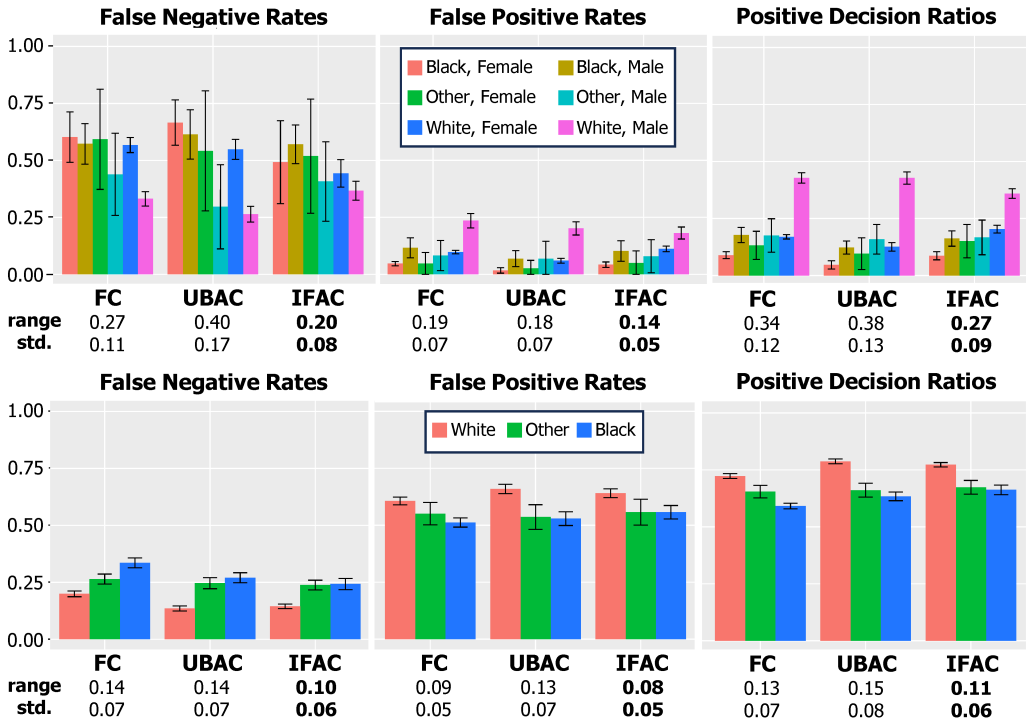 False Negative Rates
False Positive Rates
Positive Decision Ratios
1.00
0.75
0.50
0.25
0.00
Black, Female
Black, Male
Other, Female
Other, Male
White, Female
White, Male
FC UBAC IFAC
FC UBAC IFAC
FC UBAC IFAC
range 0.27 0.40 0.20 0.19 0.18 0.14 0.34 0.38 0.27
std. 0.11 0.17 0.08 0.07 0.07 0.05 0.12 0.13 0.09
False Negative Rates
False Positive Rates
Positive Decision Ratios
1.00
0.75
0.50
0.25
0.00
White Other Black
FC UBAC IFAC
FC UBAC IFAC
FC UBAC IFAC
range 0.14 0.14 0.10 0.09 0.13 0.08 0.13 0.15 0.11
std. 0.07 0.07 0.06 0.05 0.07 0.05 0.07 0.08 0.06